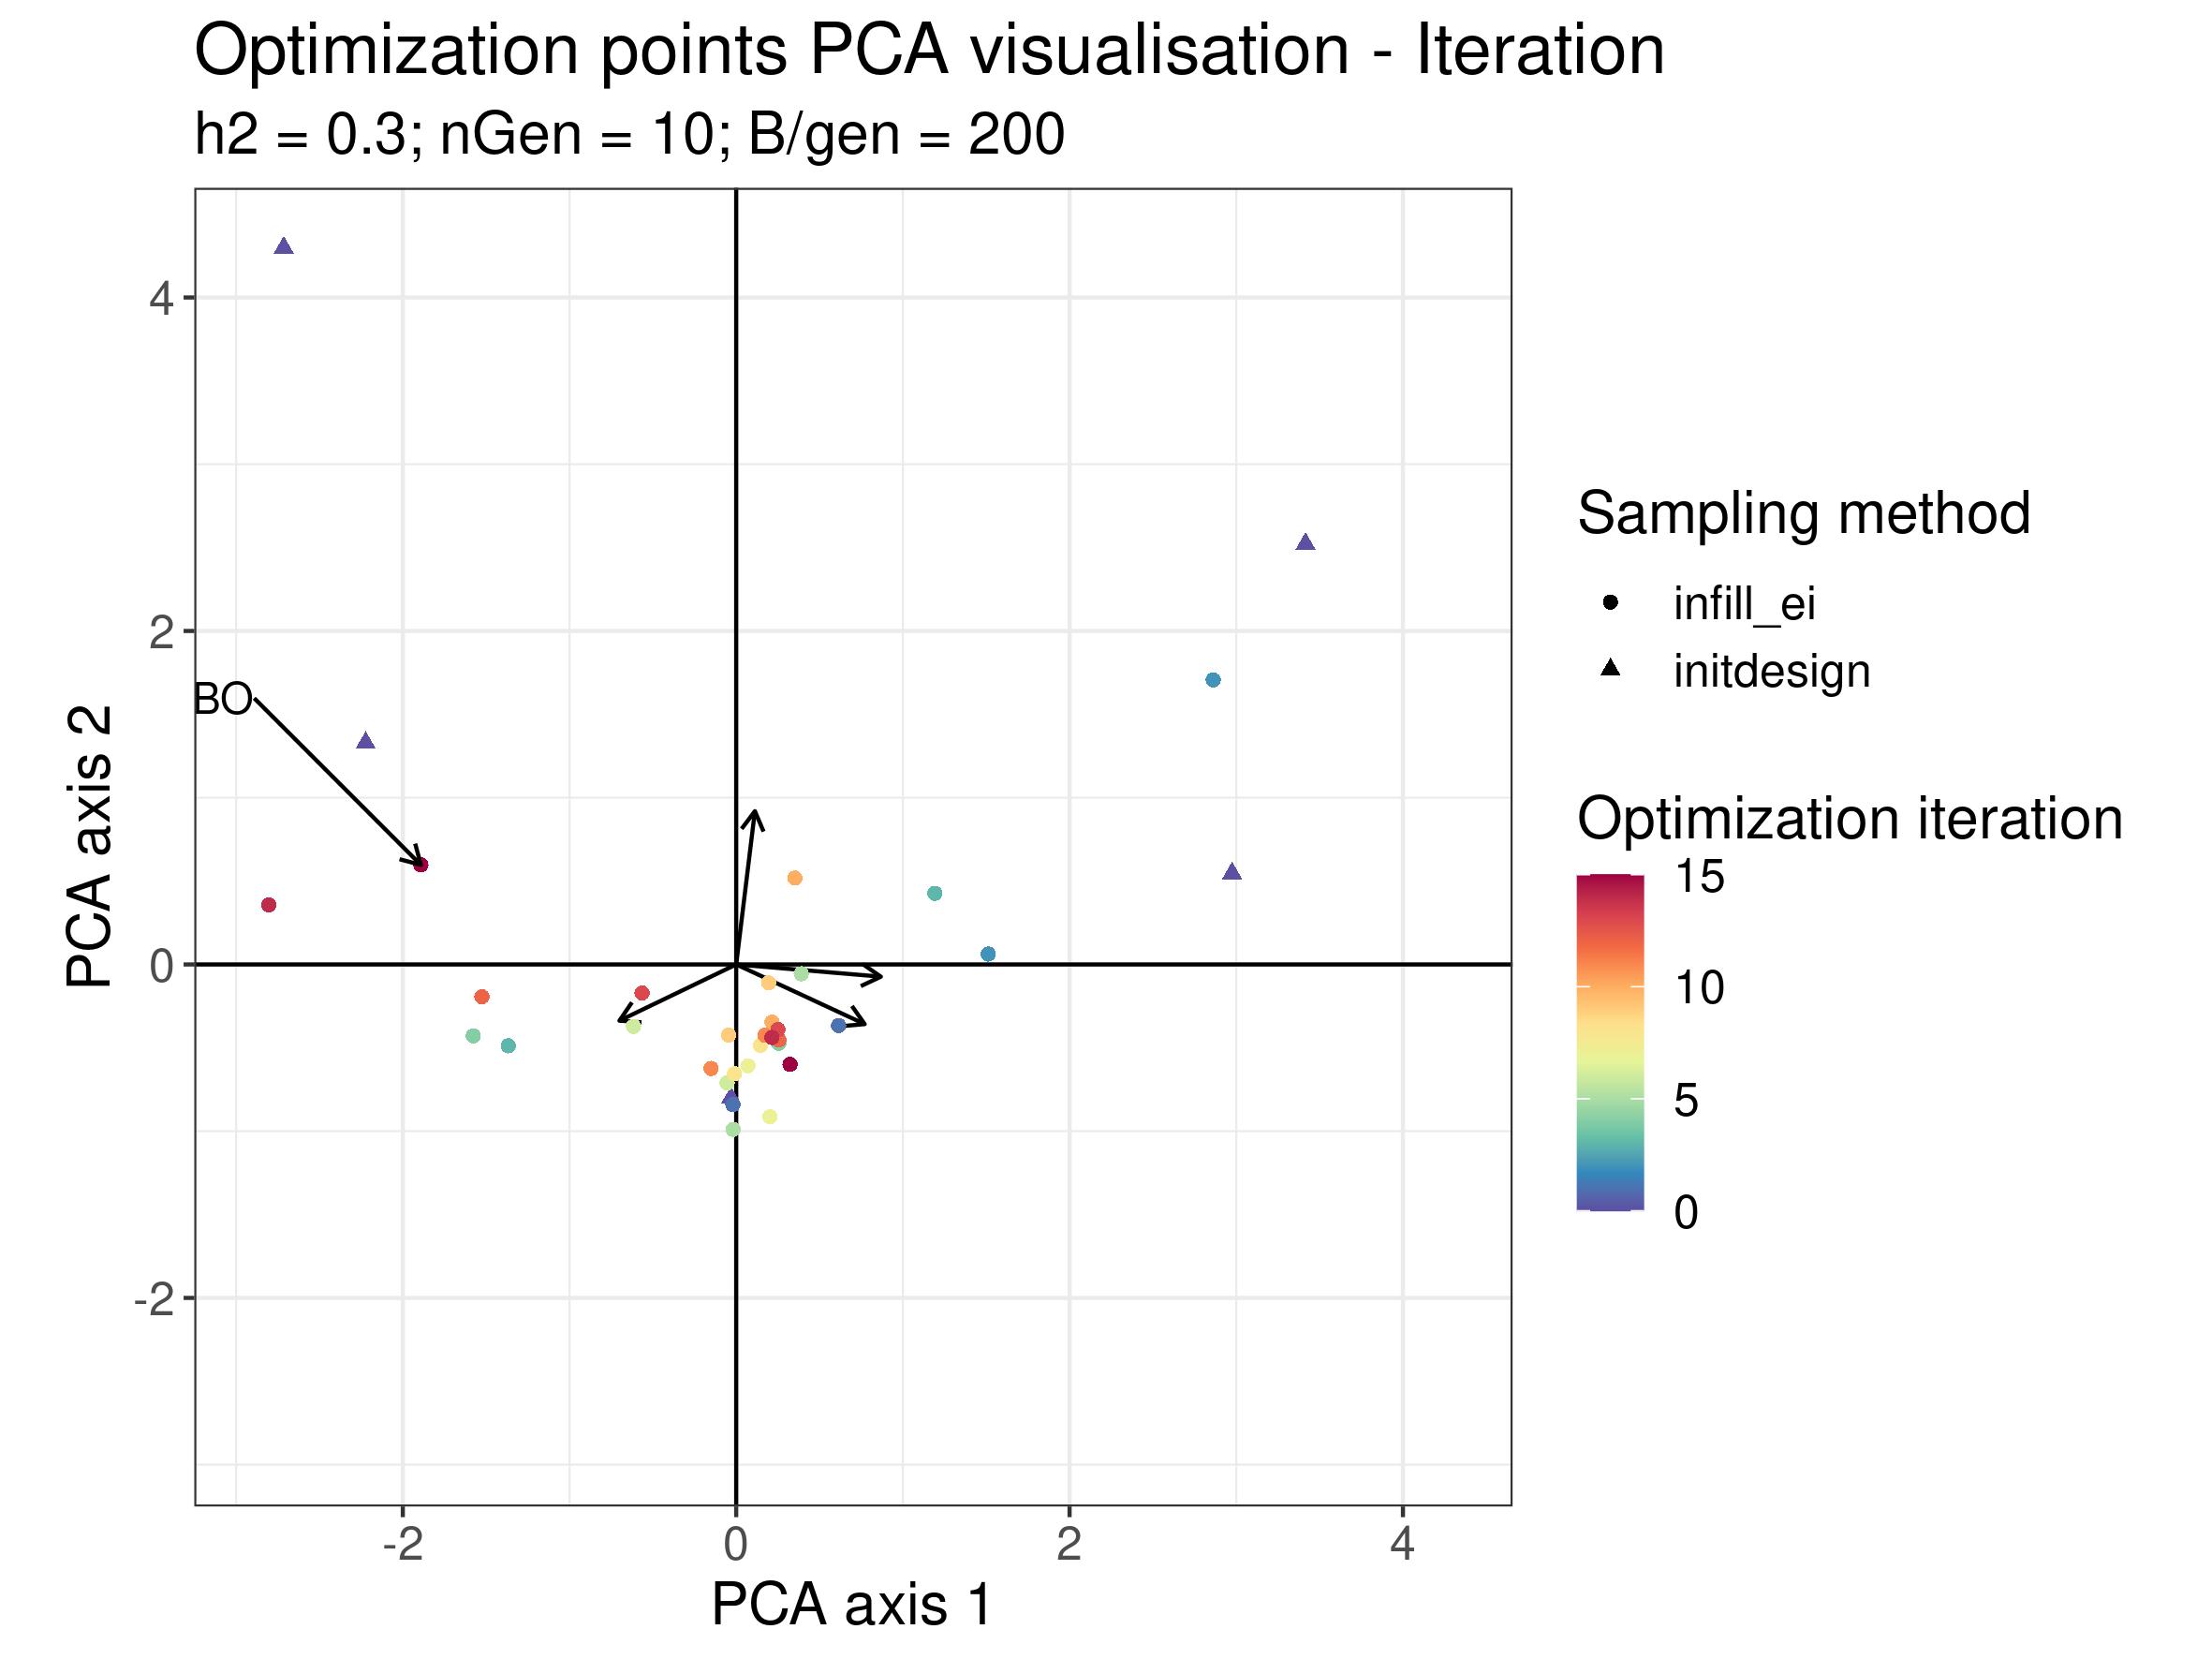 Optimization points PCA visualisation - Iteration
h2 = 0.3; nGen = 10; B/gen = 200
4
2
0
-2
PCA axis 2
BO
-2
0
2
4
PCA axis 1
Sampling method
infill_ei
initdesign
Optimization iteration
15
10
5
0